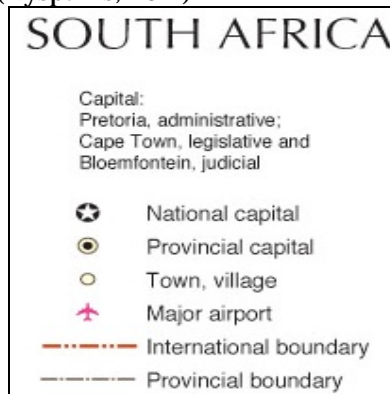 SOUTH AFRICA
Capital:
Pretoria, administrative;
Cape Town, legislative and
Bloemfontein, judicial
National capital
Provincial capital
Town, village
Major airport
International boundary
Provincial boundary